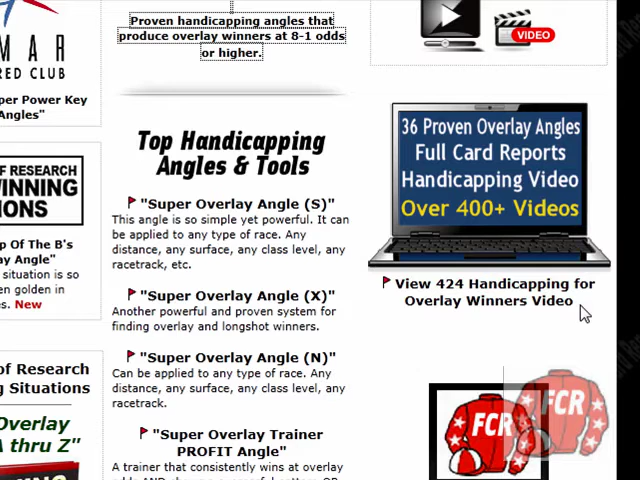 MAR
RED CLUB
per Power Key
Angles"
OF RESEARCH
WINNING
IONS
p Of The B's
ay Angle"
situation is so
en golden in
s. New
of Research
g Situations
Overlay
A thru Z"
Proven handicapping angles that
produce overlay winners at 8-1 odds
or higher.
Top Handicapping
Angles & Tools
"Super Overlay Angle (S)"
This angle is so simple yet powerful. It can
be applied to any type of race. Any
distance, any surface, any class level, any
racetrack, etc.
"Super Overlay Angle (X)"
Another powerful and proven system for
finding overlay and longshot winners.
"Super Overlay Angle (N)"
Can be applied to any type of race. Any
distance, any surface, any class level, any
racetrack.
"Super Overlay Trainer
PROFIT Angle"
A trainer that consistently wins at overlay
VIDEO
36 Proven Overlay Angles
Full Card Reports
Handicapping Video
Over 400+ Videos
View 424 Handicapping for
Overlay Winners Video
FCR
FCR